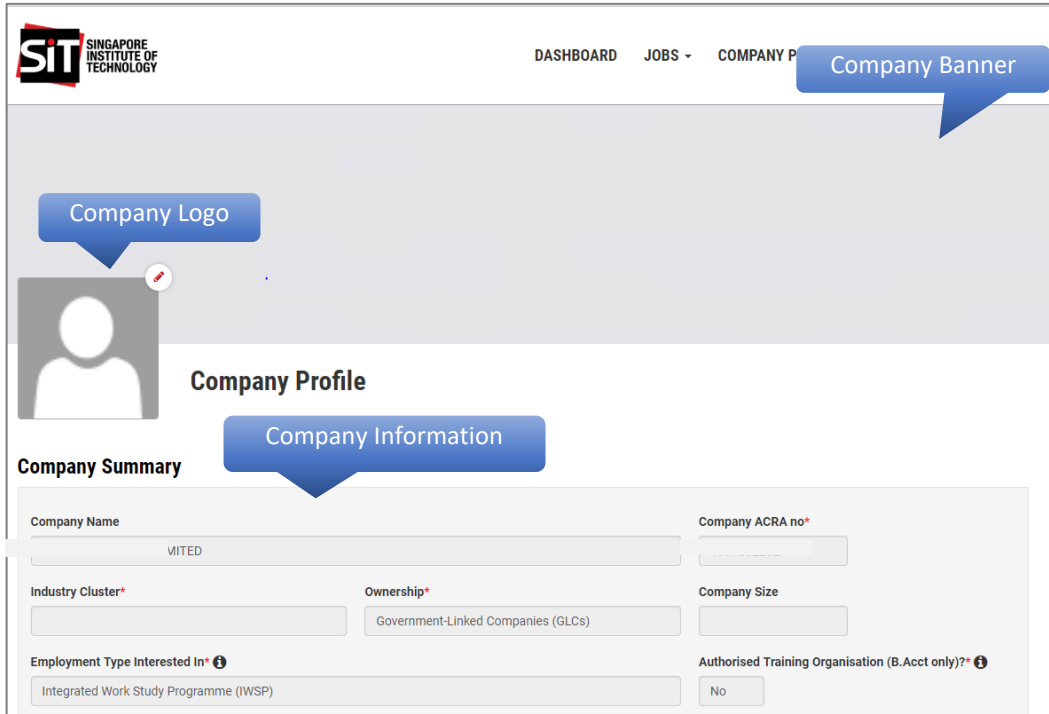 SiT SINGAPORE
INSTITUTE OF
TECHNOLOGY
DASHBOARD JOBS COMPANY P
Company Banner
Company Logo
Company Profile
Company Information
Company Summary
Company Name Company ACRA no*
MITED
Industry Cluster* Ownership* Company Size
Government-Linked Companies (GLCs)
Employment Type Interested In* Authorised Training Organisation (B.Acct only)?*
Integrated Work Study Programme (IWSP) No